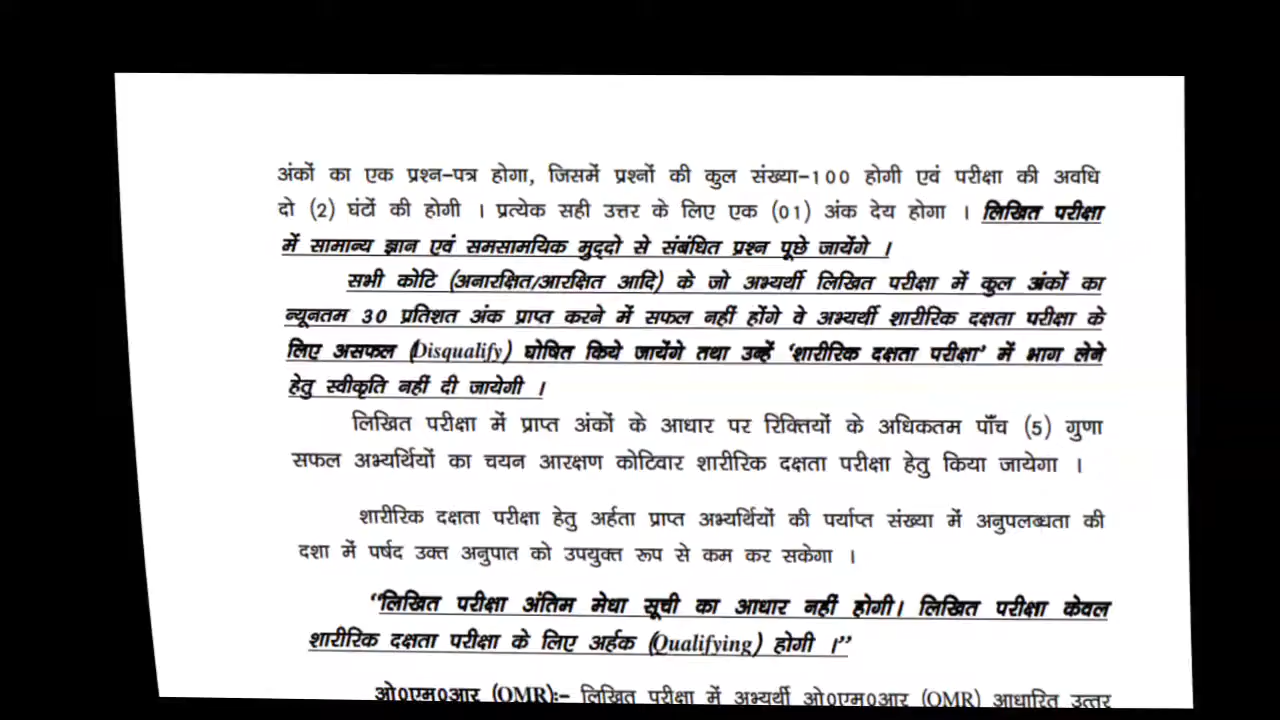 अंकों का एक प्रश्न-पत्र होगा, जिसमें प्रश्नों की कुल संख्या-100 होगी एवं परीक्षा की अवधि
दो (2) घंटों की होगी । प्रत्येक सही उत्तर के लिए एक (01) अंक देय होगा । लिखित परीक्षा
में सामान्य ज्ञान एवं समसामयिक मुद्दो से संबंधित प्रश्न पूछे जायेंगे ।
सभी कोटि (अनारक्षित/आरक्षित आदि) के जो अभ्यर्थी लिखित परीक्षा में कुल अंकों का
न्यूनतम 30 प्रतिशत अंक प्राप्त करने में सफल नहीं होंगे वे अभ्यर्थी शारीरिक दक्षता परीक्षा के
लिए असफल (Disqualify) घोषित किये जायेंगे तथा उन्हें ‘शारीरिक दक्षता परीक्षा’ में भाग लेने
हेतु स्वीकृति नहीं दी जायेगी ।
लिखित परीक्षा में प्राप्त अंकों के आधार पर रिक्तियों के अधिकतम पाँच (5) गुणा
सफल अभ्यर्थियों का चयन आरक्षण कोटिवार शारीरिक दक्षता परीक्षा हेतु किया जायेगा ।
शारीरिक दक्षता परीक्षा हेतु अर्हता प्राप्त अभ्यर्थियों की पर्याप्त संख्या में अनुपलब्धता की
दशा में पर्षद उक्त अनुपात को उपयुक्त रूप से कम कर सकेगा ।
“लिखित परीक्षा अंतिम मेधा सूची का आधार नहीं होगी। लिखित परीक्षा केवल
शारीरिक दक्षता परीक्षा के लिए अर्हक (Qualifying) होगी ।”
ओ0एम0आर (OMR):- लिखित परीक्षा में अभ्यर्थी ओ0एम0आर (OMR) आधारित उत्तर